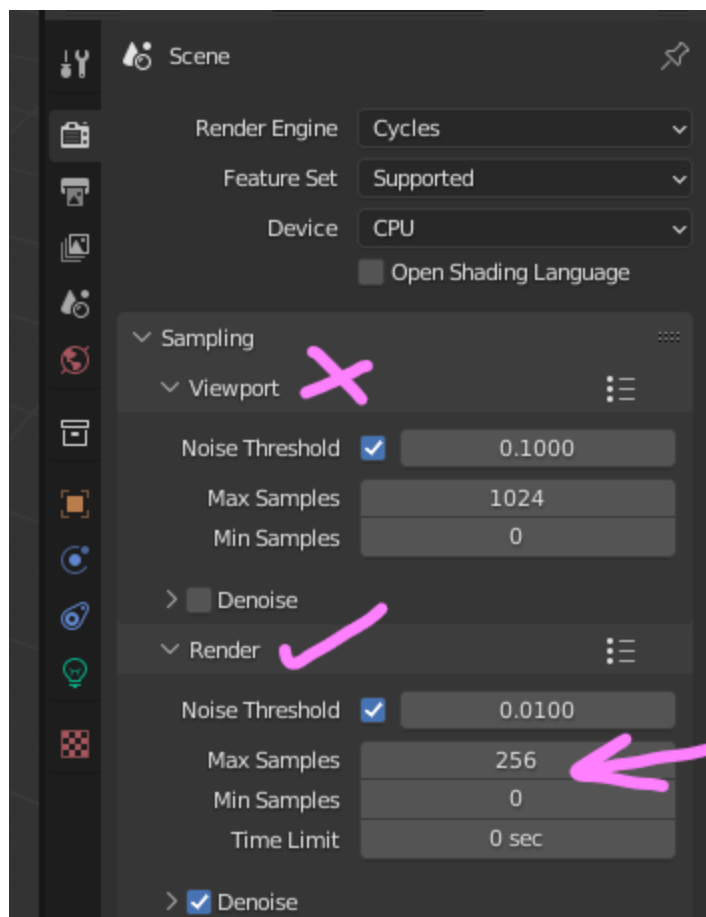 Scene
Render Engine Cycles
Feature Set Supported
Device CPU
Open Shading Language
Sampling
Viewport
Noise Threshold 0.1000
Max Samples 1024
Min Samples 0
Denoise
Render
Noise Threshold 0.0100
Max Samples 256
Min Samples 0
Time Limit 0 sec
Denoise